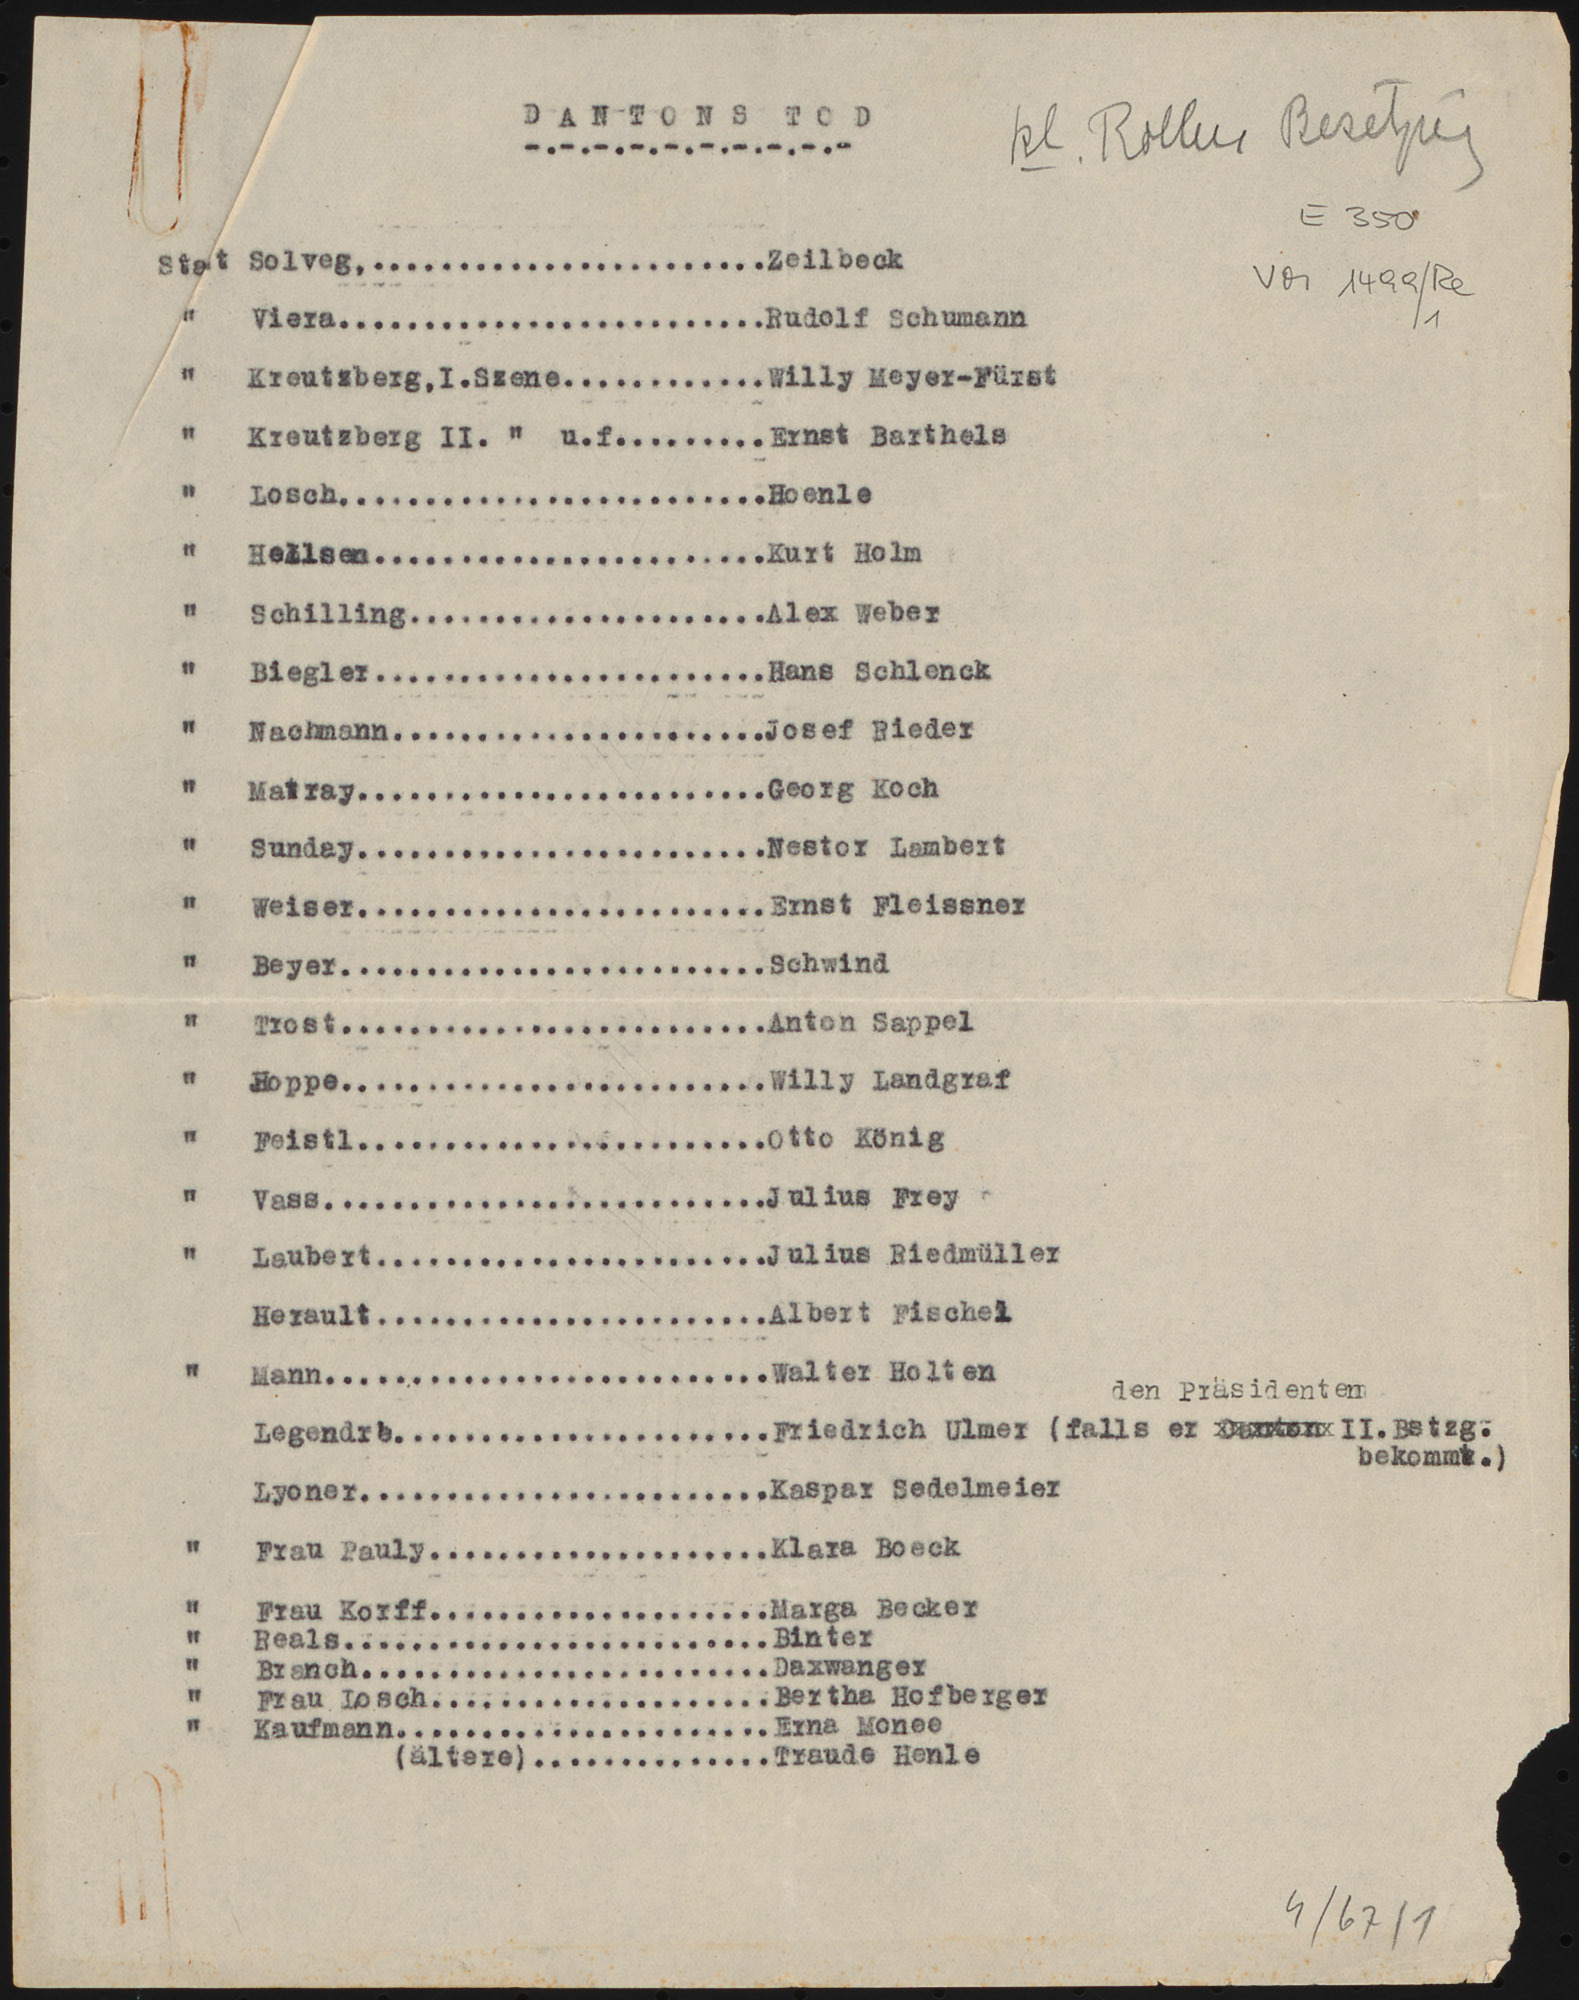 DANTONS TOD
-.-.-.-.-.-.-.-.-.-
kl. Rollen Besetzung
E 350
Vor 1499/Re
/1
Statt Solveg,.......................Zeilbeck
" Viera.........................Rudolf Schumann
" Kreutzberg,I.Szene............Willy Meyer-Fürst
" Kreutzberg II. " u.f.........Ernst Barthels
" Losch.........................Hoenle
" Hellsen.......................Kurt Holm
" Schilling.....................Alex Weber
" Biegler.......................Hans Schlenck
" Nachmann......................Josef Rieder
" Matray........................Georg Koch
" Sunday........................Nestor Lambert
" Weiser........................Ernst Fleissner
" Beyer.........................Schwind
" Trost.........................Anton Sappel
" Hoppe.........................Willy Landgraf
" Feistl........................Otto König
" Vass..........................Julius Frey
" Laubert.......................Julius Riedmüller
Herault.......................Albert Fischel
" Mann..........................Walter Holten
den Präsidenten
Legendre......................Friedrich Ulmer (falls er Danton II. Bstzg.
bekommt.)
Lyoner........................Kaspar Sedelmeier
" Frau Pauly....................Klara Boeck
" Frau Korff....................Marga Becker
" Reals.........................Binter
" Branch........................Daxwanger
" Frau Losch....................Bertha Hofberger
" Kaufmann......................Erna Monee
(ältere)..............Traude Henle
4/67/1